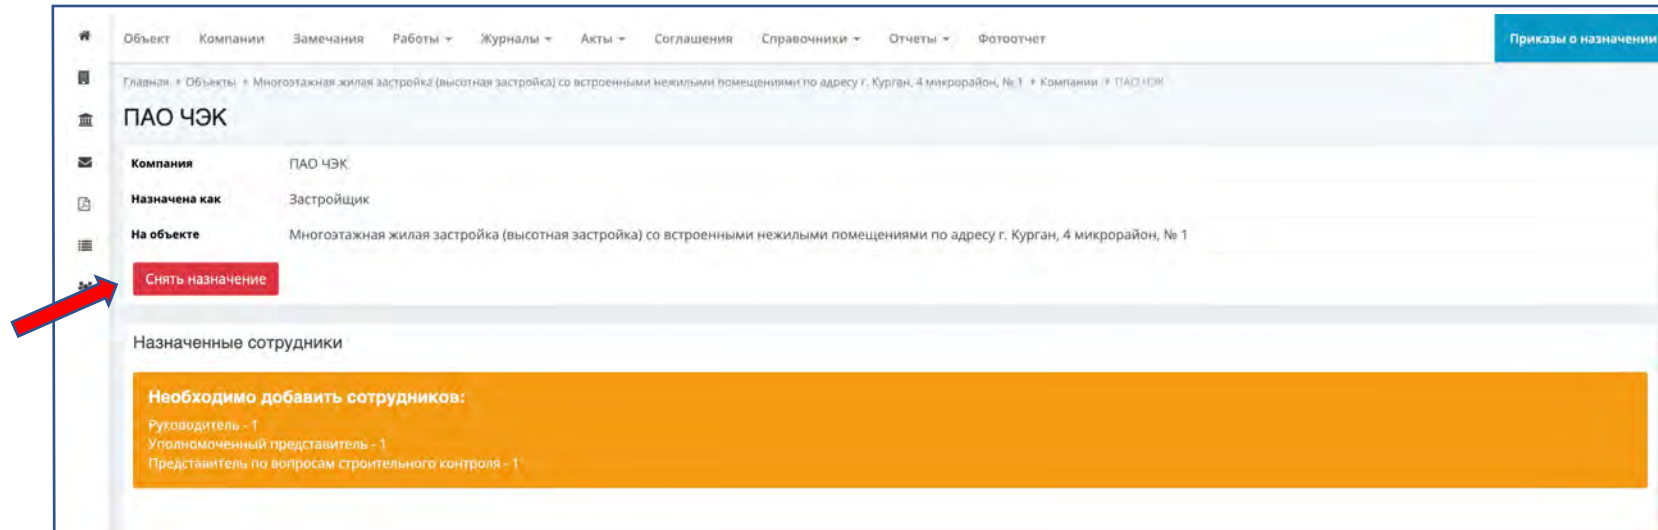 Объект Компании Замечания Работы Журналы Акты Соглашения Справочники Отчеты Фотоотчет Приказы о назначении
Главная Объекты Многоэтажная жилая застройка (высотная застройка) со встроенными нежилыми помещениями по адресу г. Курган, 4 микрорайон, № 1 Компании ПАО ЧЭК
ПАО ЧЭК
Компания ПАО ЧЭК
Назначена как Застройщик
На объекте Многоэтажная жилая застройка (высотная застройка) со встроенными нежилыми помещениями по адресу г. Курган, 4 микрорайон, № 1
Снять назначение
Назначенные сотрудники
Необходимо добавить сотрудников:
Руководитель - 1
Уполномоченный представитель - 1
Представитель по вопросам строительного контроля - 1